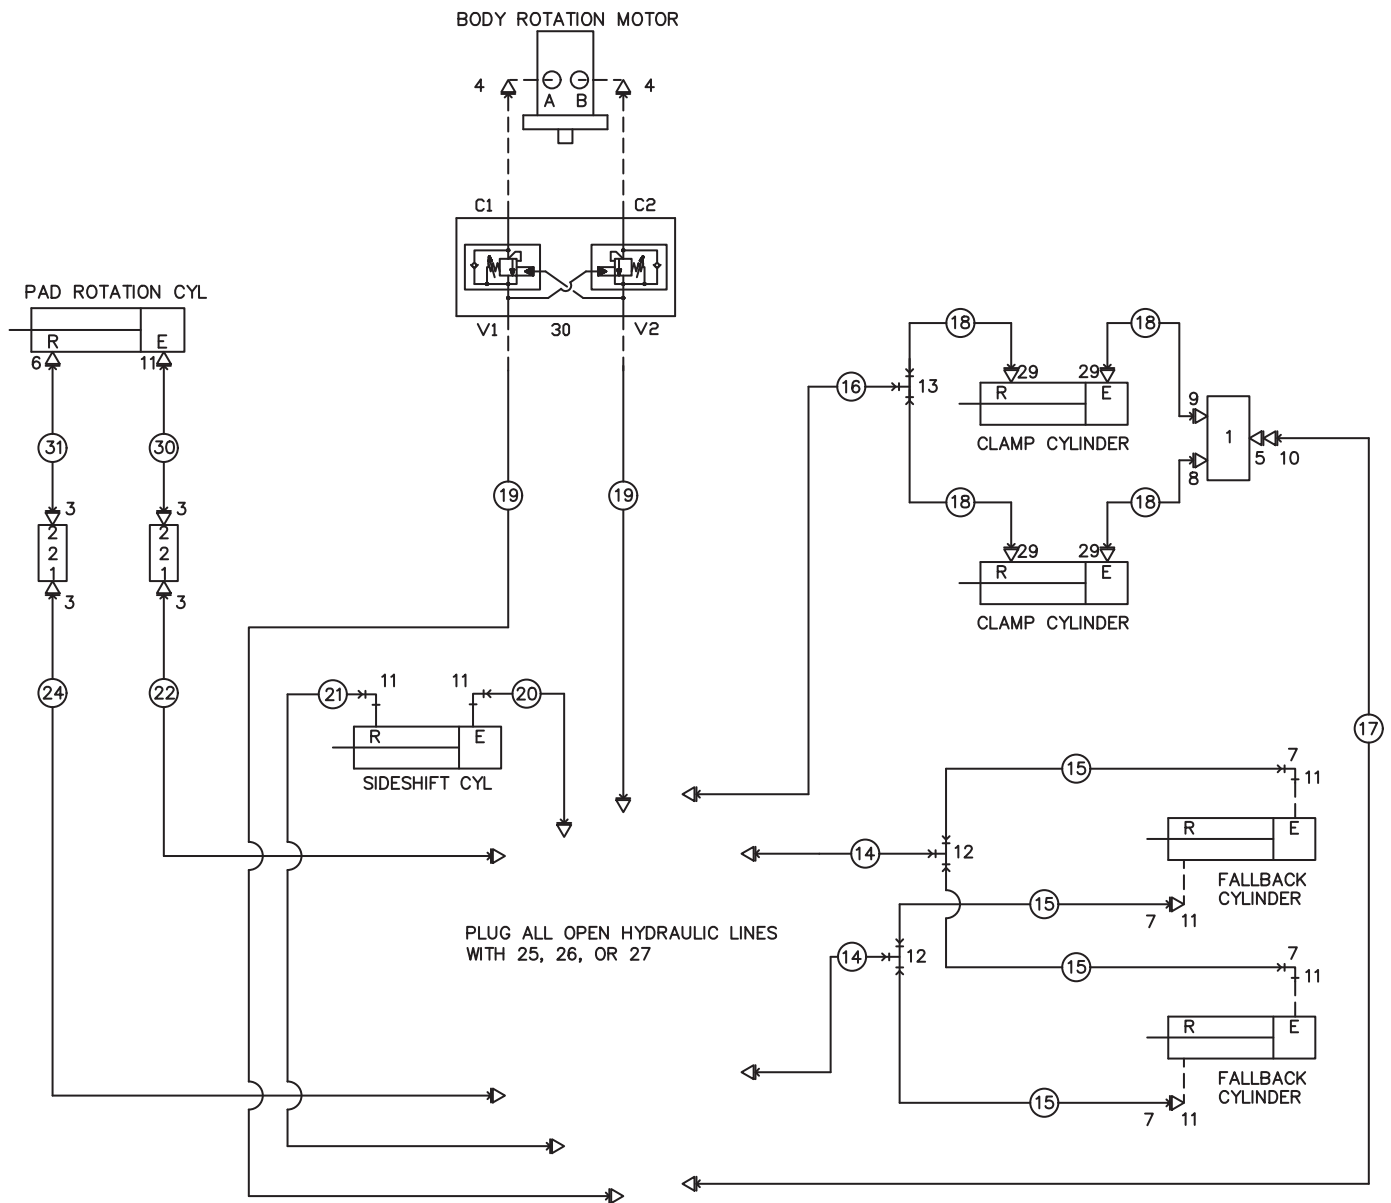 BODY ROTATION MOTOR
4
A B
4
C1
C2
V1
30
V2
PAD ROTATION CYL
R
E
6
11
31
30
3
3
2
2
1
2
2
1
3
3
24
22
19
19
21
11
11
20
R
E
SIDESHIFT CYL
16
13
18
18
29
29
R
E
CLAMP CYLINDER
9
1
5 10
8
18
18
29
29
R
E
CLAMP CYLINDER
17
15
7
11
R
E
14
12
FALLBACK
CYLINDER
15
7 11
PLUG ALL OPEN HYDRAULIC LINES
WITH 25, 26, OR 27
14
12
15
7
11
R
E
FALLBACK
CYLINDER
15
7 11